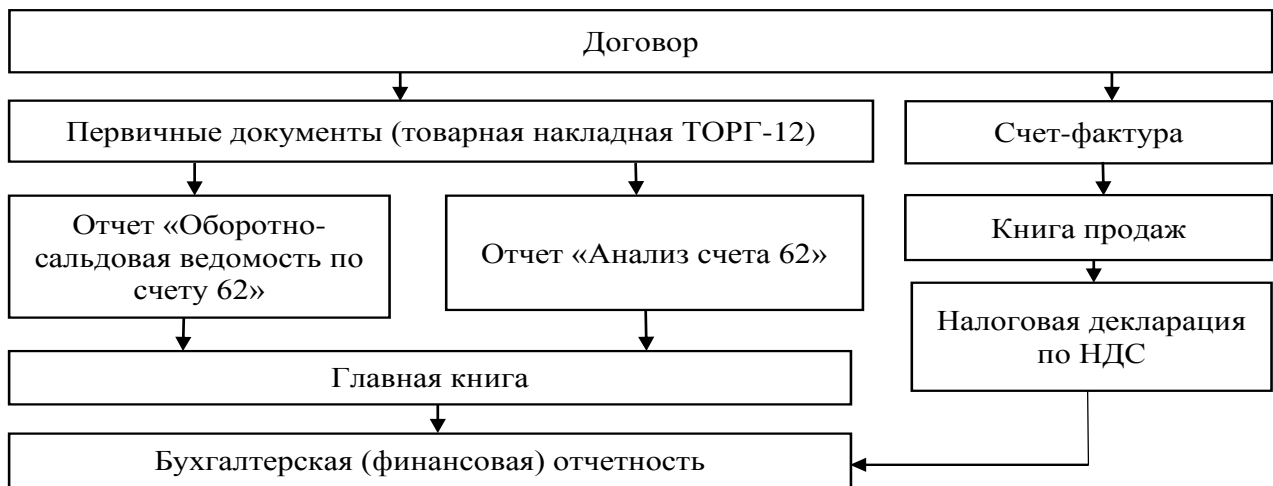 Договор
Первичные документы (товарная накладная ТОРГ-12)
Счет-фактура
Отчет «Оборотно-
сальдовая ведомость по
счету 62»
Отчет «Анализ счета 62»
Книга продаж
Налоговая декларация
по НДС
Главная книга
Бухгалтерская (финансовая) отчетность